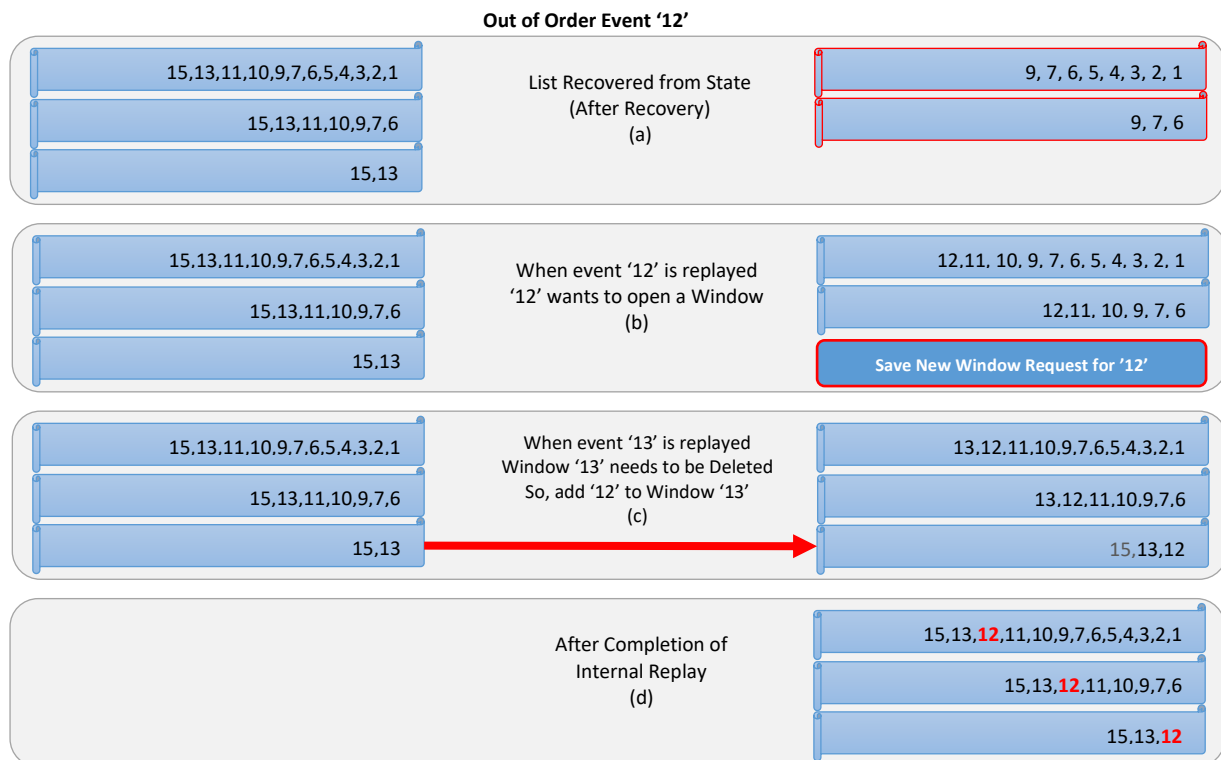 Out of Order Event ‘12’
15,13,11,10,9,7,6,5,4,3,2,1
15,13,11,10,9,7,6
15,13
List Recovered from State
(After Recovery)
(a)
9, 7, 6, 5, 4, 3, 2, 1
9, 7, 6
15,13,11,10,9,7,6,5,4,3,2,1
15,13,11,10,9,7,6
15,13
When event ‘12’ is replayed
‘12’ wants to open a Window
(b)
12,11, 10, 9, 7, 6, 5, 4, 3, 2, 1
12,11, 10, 9, 7, 6
Save New Window Request for ’12’
15,13,11,10,9,7,6,5,4,3,2,1
15,13,11,10,9,7,6
15,13
When event ‘13’ is replayed
Window ‘13’ needs to be Deleted
So, add ‘12’ to Window ‘13’
(c)
13,12,11,10,9,7,6,5,4,3,2,1
13,12,11,10,9,7,6
15,13,12
After Completion of
Internal Replay
(d)
15,13,12,11,10,9,7,6,5,4,3,2,1
15,13,12,11,10,9,7,6
15,13,12